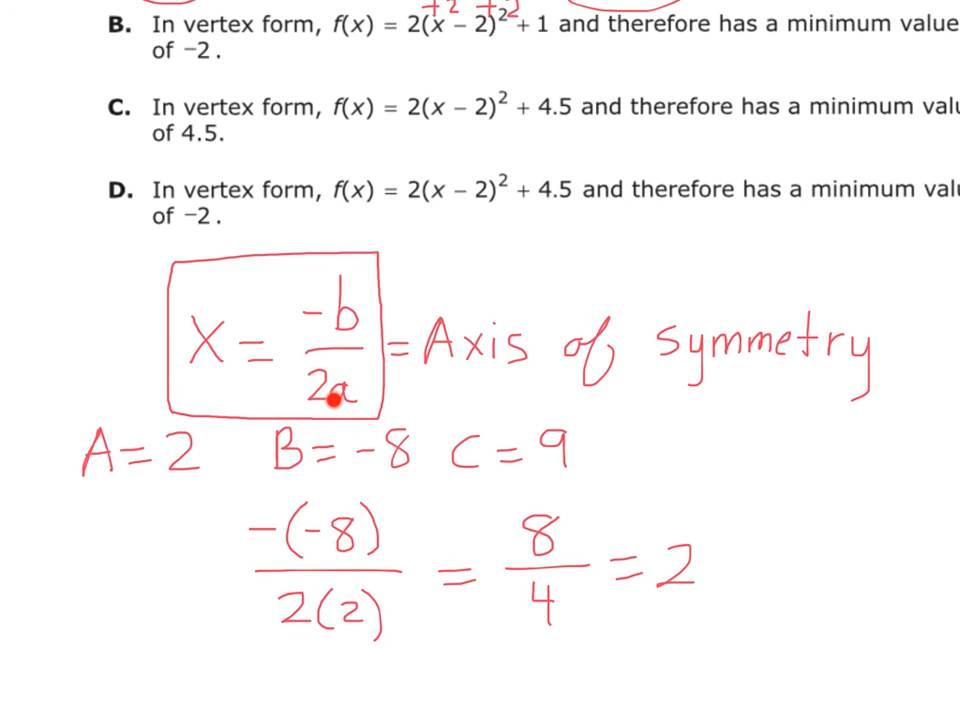 +2 +2
B. In vertex form, f(x) = 2(x − 2)² + 1 and therefore has a minimum value
of −2.
C. In vertex form, f(x) = 2(x − 2)² + 4.5 and therefore has a minimum valu
of 4.5.
D. In vertex form, f(x) = 2(x − 2)² + 4.5 and therefore has a minimum valu
of −2.
X = -b/2a = Axis of symmetry
A=2 B=-8 C=9
-(-8)/2(2) = 8/4 = 2